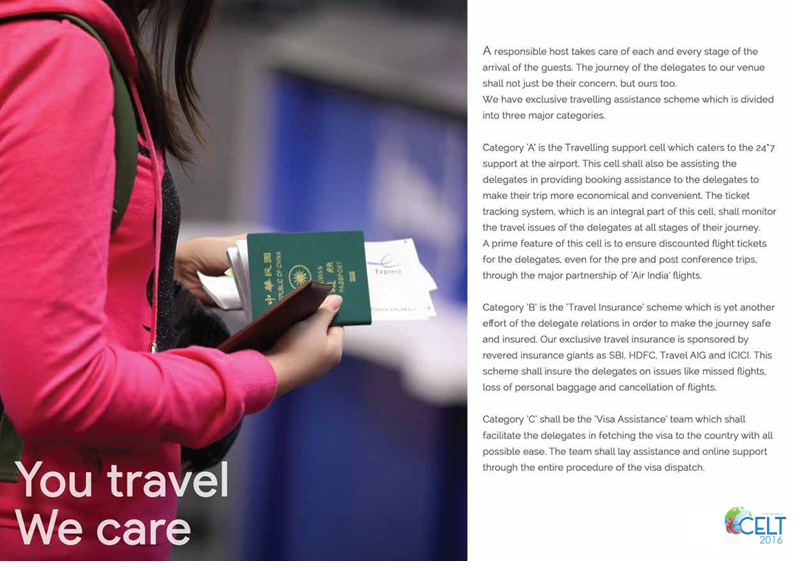 中華民國
REPUBLIC OF CHINA
TAIWAN
PASSPORT
Express
CHINA AIRLINES
You travel
We care
A responsible host takes care of each and every stage of the
arrival of the guests. The journey of the delegates to our venue
shall not just be their concern, but ours too.
We have exclusive travelling assistance scheme which is divided
into three major categories.
Category 'A' is the Travelling support cell which caters to the 24*7
support at the airport. This cell shall also be assisting the
delegates in providing booking assistance to the delegates to
make their trip more economical and convenient. The ticket
tracking system, which is an integral part of this cell, shall monitor
the travel issues of the delegates at all stages of their journey.
A prime feature of this cell is to ensure discounted flight tickets
for the delegates, even for the pre and post conference trips,
through the major partnership of 'Air India' flights.
Category 'B' is the 'Travel Insurance' scheme which is yet another
effort of the delegate relations in order to make the journey safe
and insured. Our exclusive travel insurance is sponsored by
revered insurance giants as SBI, HDFC, Travel AIG and ICICI. This
scheme shall insure the delegates on issues like missed flights,
loss of personal baggage and cancellation of flights.
Category 'C' shall be the 'Visa Assistance' team which shall
facilitate the delegates in fetching the visa to the country with all
possible ease. The team shall lay assistance and online support
through the entire procedure of the visa dispatch.
CELT
2016